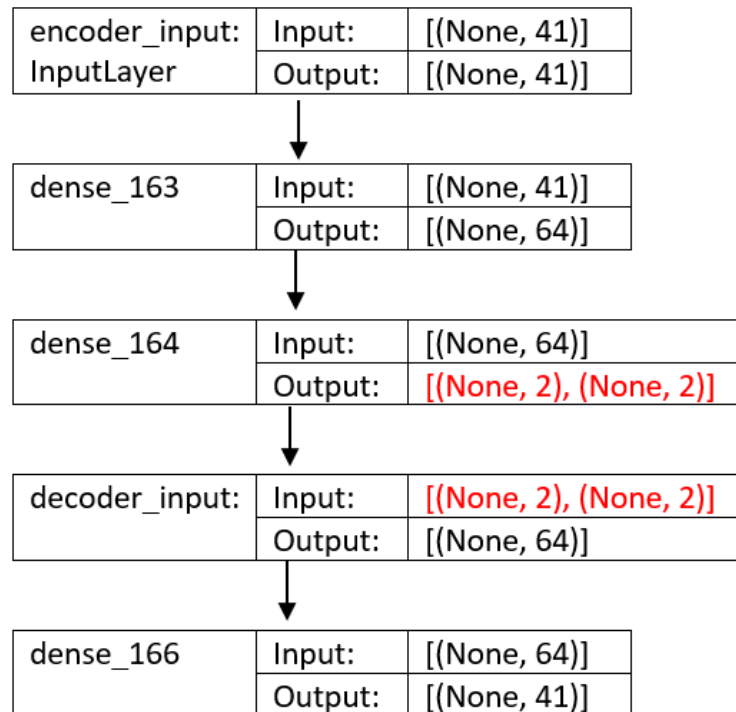 encoder_input: Input: [(None, 41)]
InputLayer Output: [(None, 41)]
dense_163 Input: [(None, 41)]
Output: [(None, 64)]
dense_164 Input: [(None, 64)]
Output: [(None, 2), (None, 2)]
decoder_input: Input: [(None, 2), (None, 2)]
Output: [(None, 64)]
dense_166 Input: [(None, 64)]
Output: [(None, 41)]